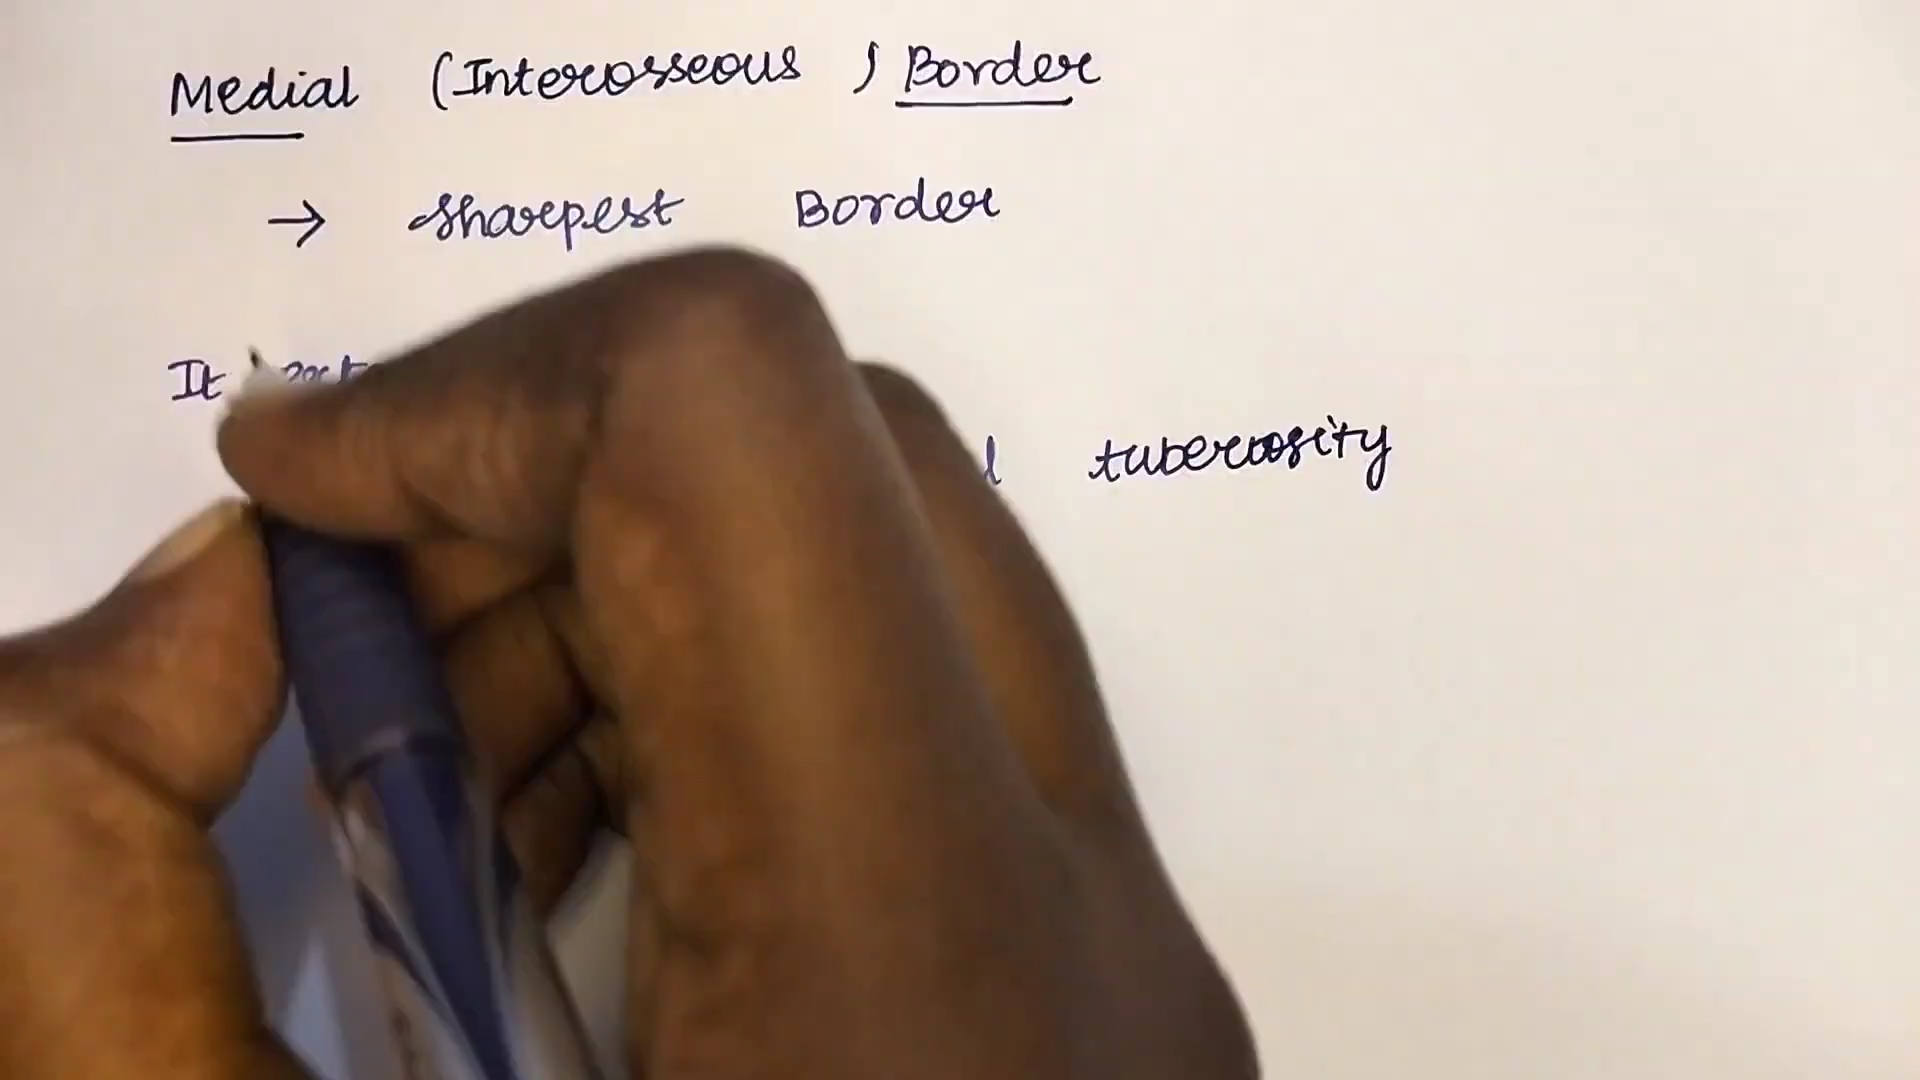 Medial (Interosseous) Border
→ sharpest Border
It
tuberosity